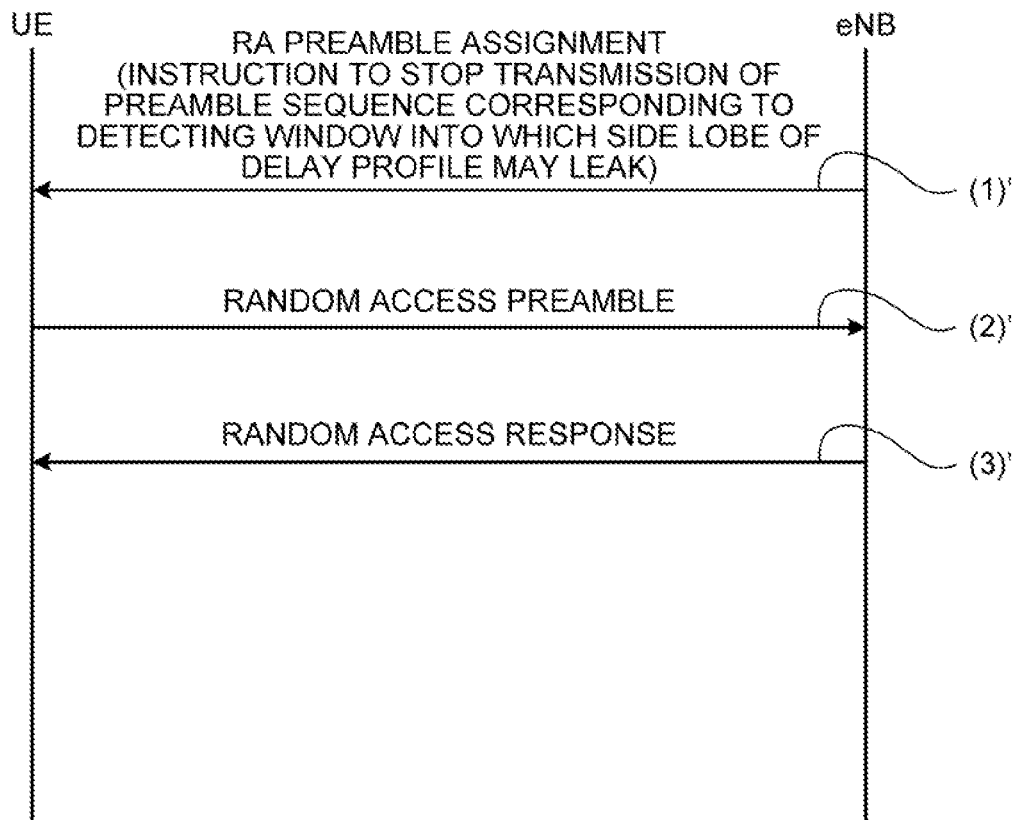 UE
eNB
RA PREAMBLE ASSIGNMENT
(INSTRUCTION TO STOP TRANSMISSION OF
PREAMBLE SEQUENCE CORRESPONDING TO
DETECTING WINDOW INTO WHICH SIDE LOBE OF
DELAY PROFILE MAY LEAK)
(1)'
RANDOM ACCESS PREAMBLE
(2)'
RANDOM ACCESS RESPONSE
(3)'